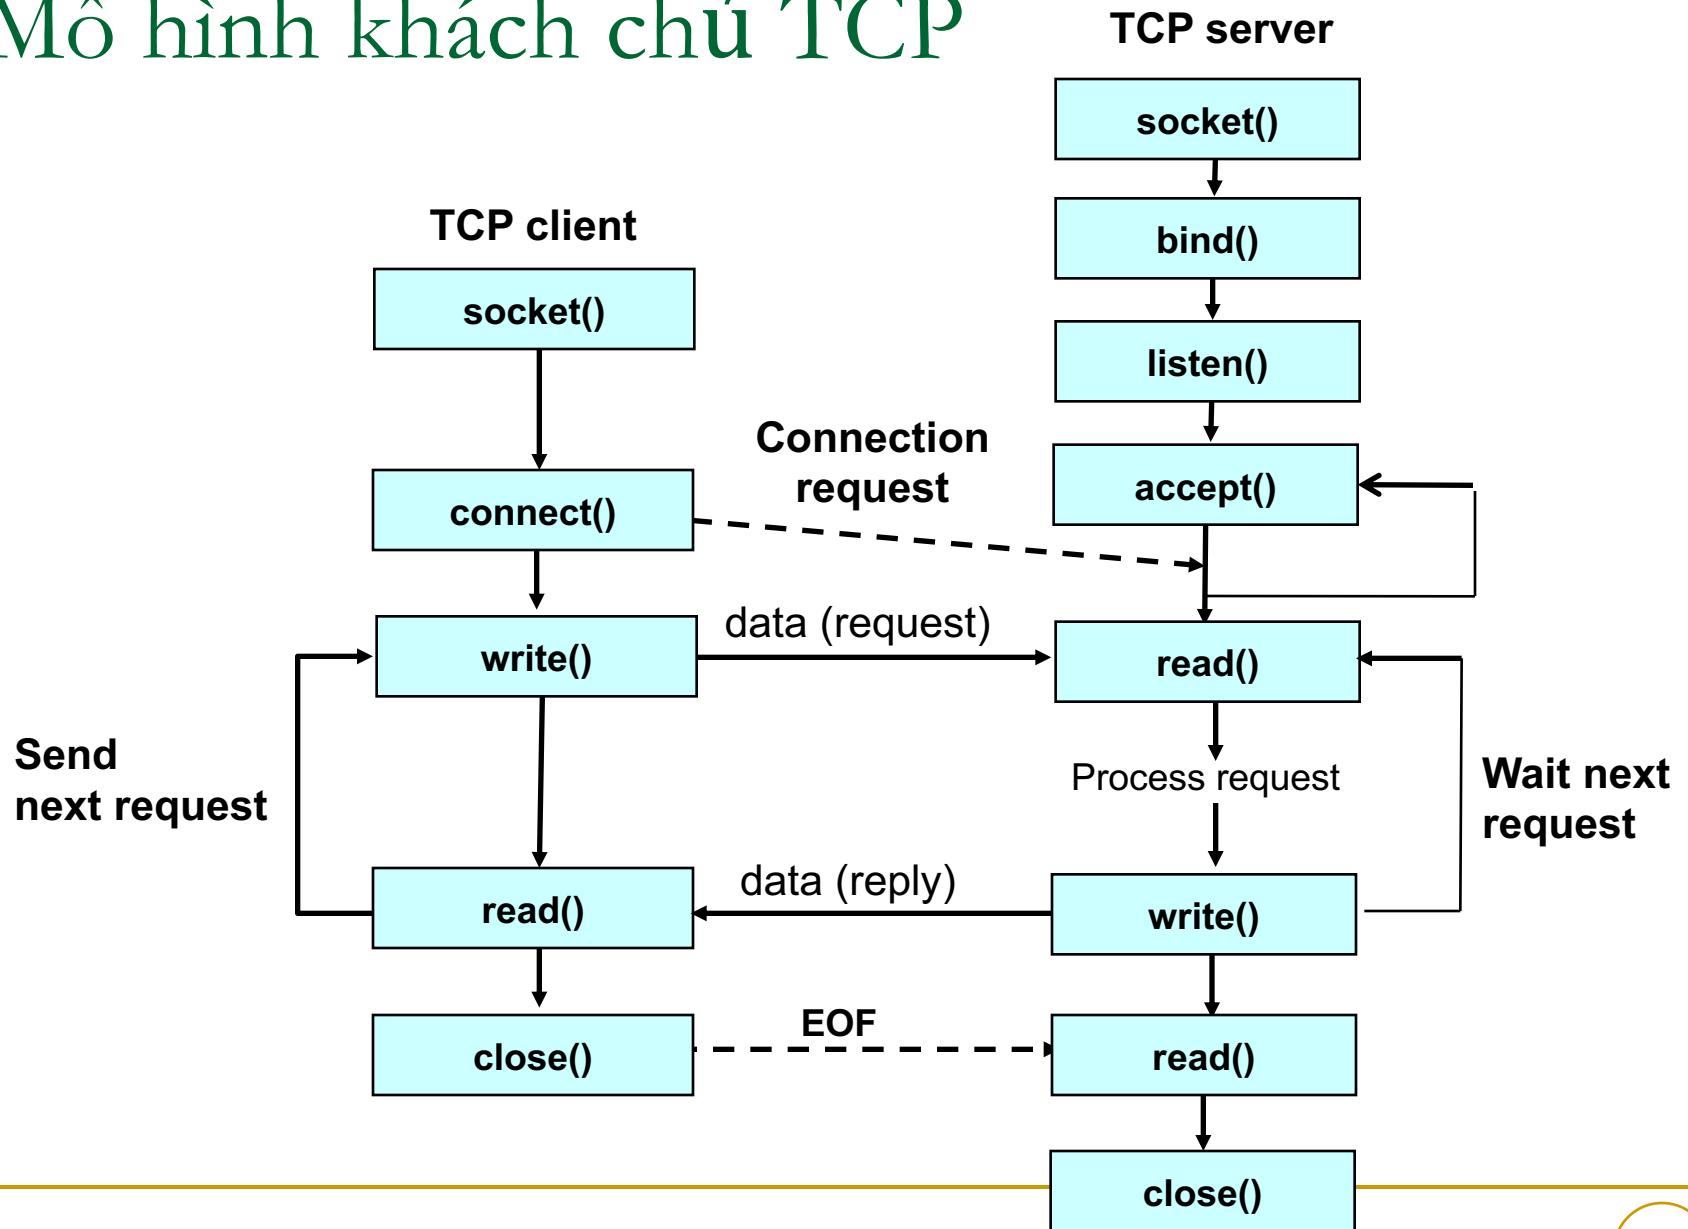 Mô hình khách chủ TCP
TCP server
socket()
bind()
TCP client
socket()
listen()
Connection
request
accept()
connect()
data (request)
write()
read()
Send
next request
Process request
Wait next
request
data (reply)
read()
write()
EOF
close()
read()
close()